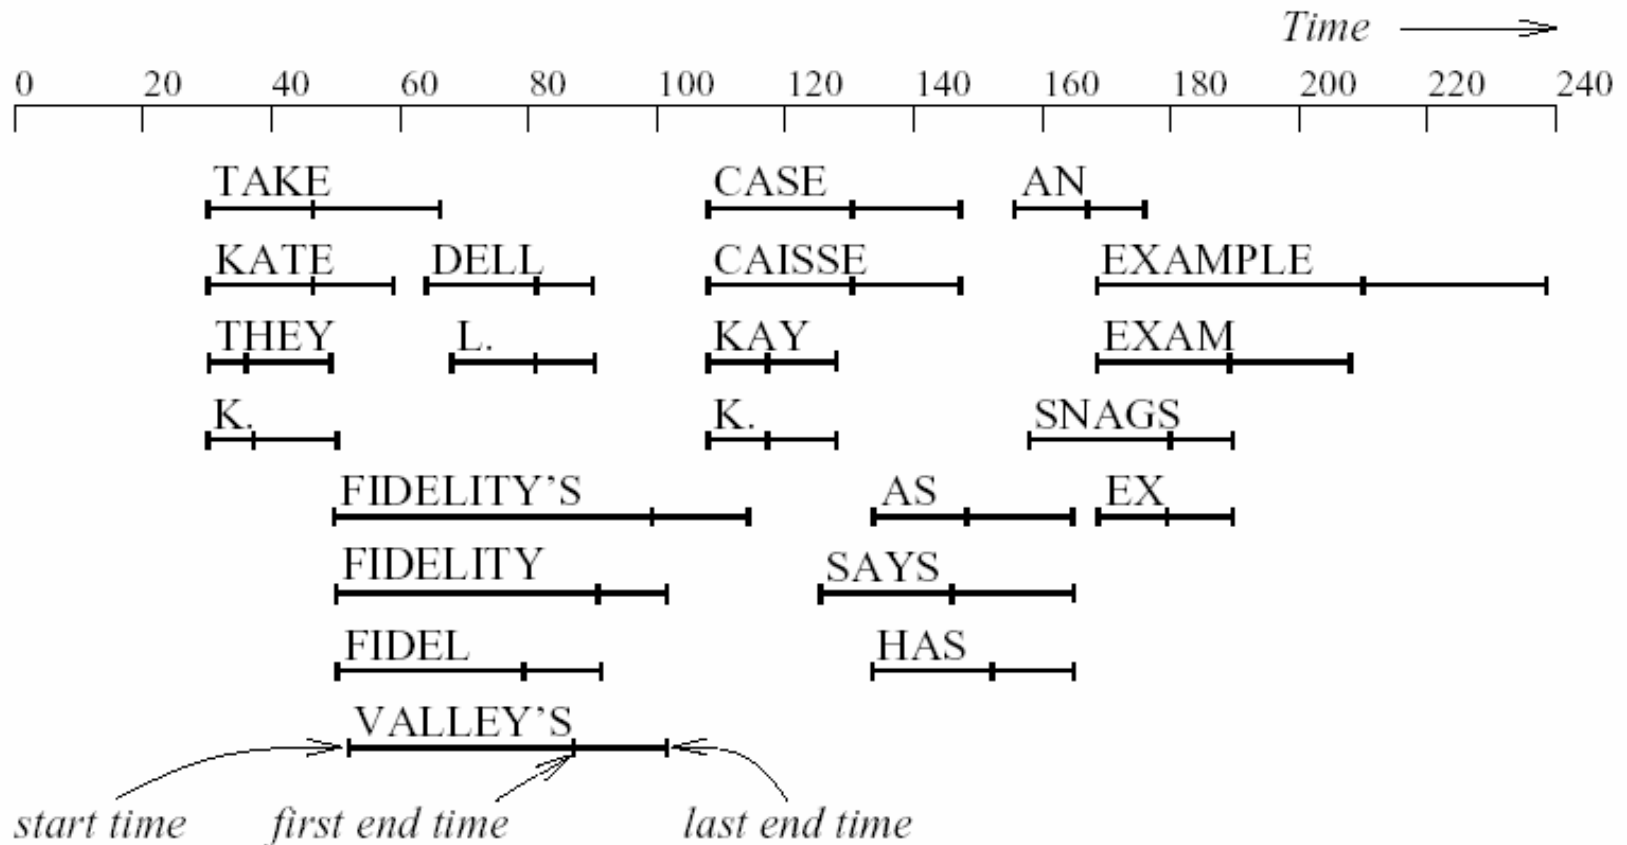 Time
0 20 40 60 80 100 120 140 160 180 200 220 240
TAKE CASE AN
KATE DELL CAISSE EXAMPLE
THEY L. KAY EXAM
K. K. SNAGS
FIDELITY'S AS EX
FIDELITY SAYS
FIDEL HAS
VALLEY'S
start time first end time last end time